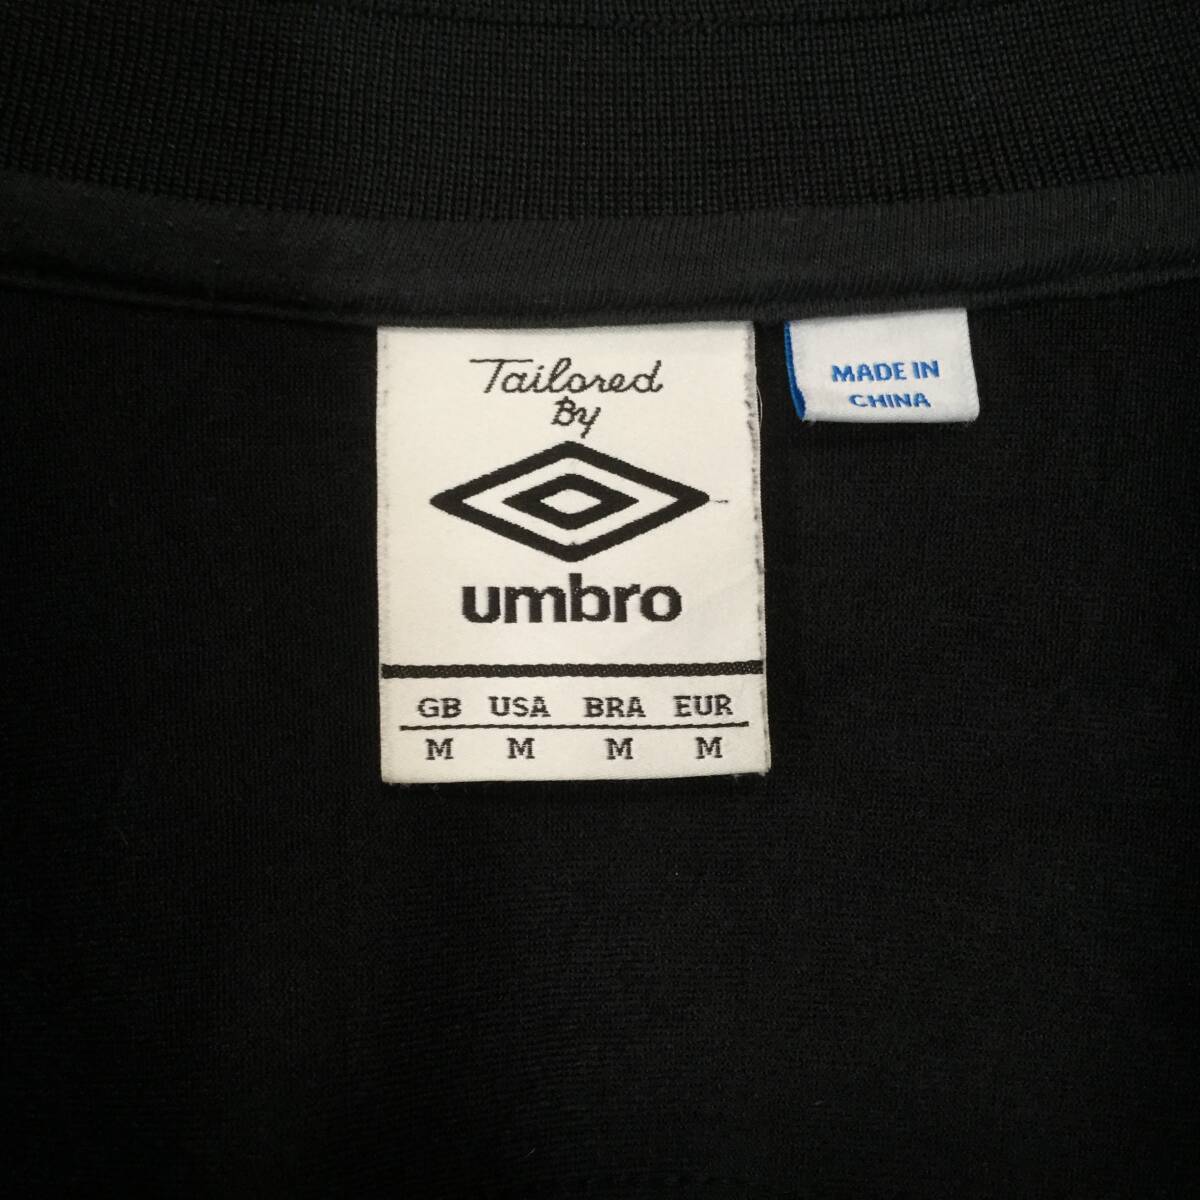 Tailored
By
umbro
GB USA BRA EUR
M M M M
MADE IN
CHINA